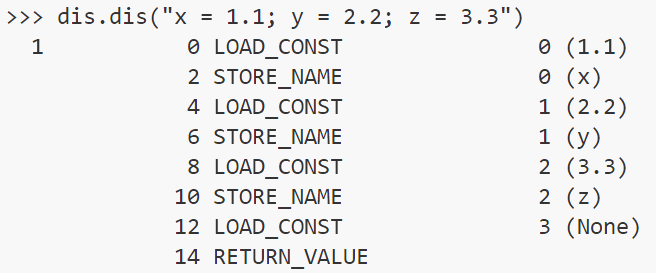 >>> dis.dis("x = 1.1; y = 2.2; z = 3.3")
  1           0 LOAD_CONST               0 (1.1)
              2 STORE_NAME               0 (x)
              4 LOAD_CONST               1 (2.2)
              6 STORE_NAME               1 (y)
              8 LOAD_CONST               2 (3.3)
             10 STORE_NAME               2 (z)
             12 LOAD_CONST               3 (None)
             14 RETURN_VALUE